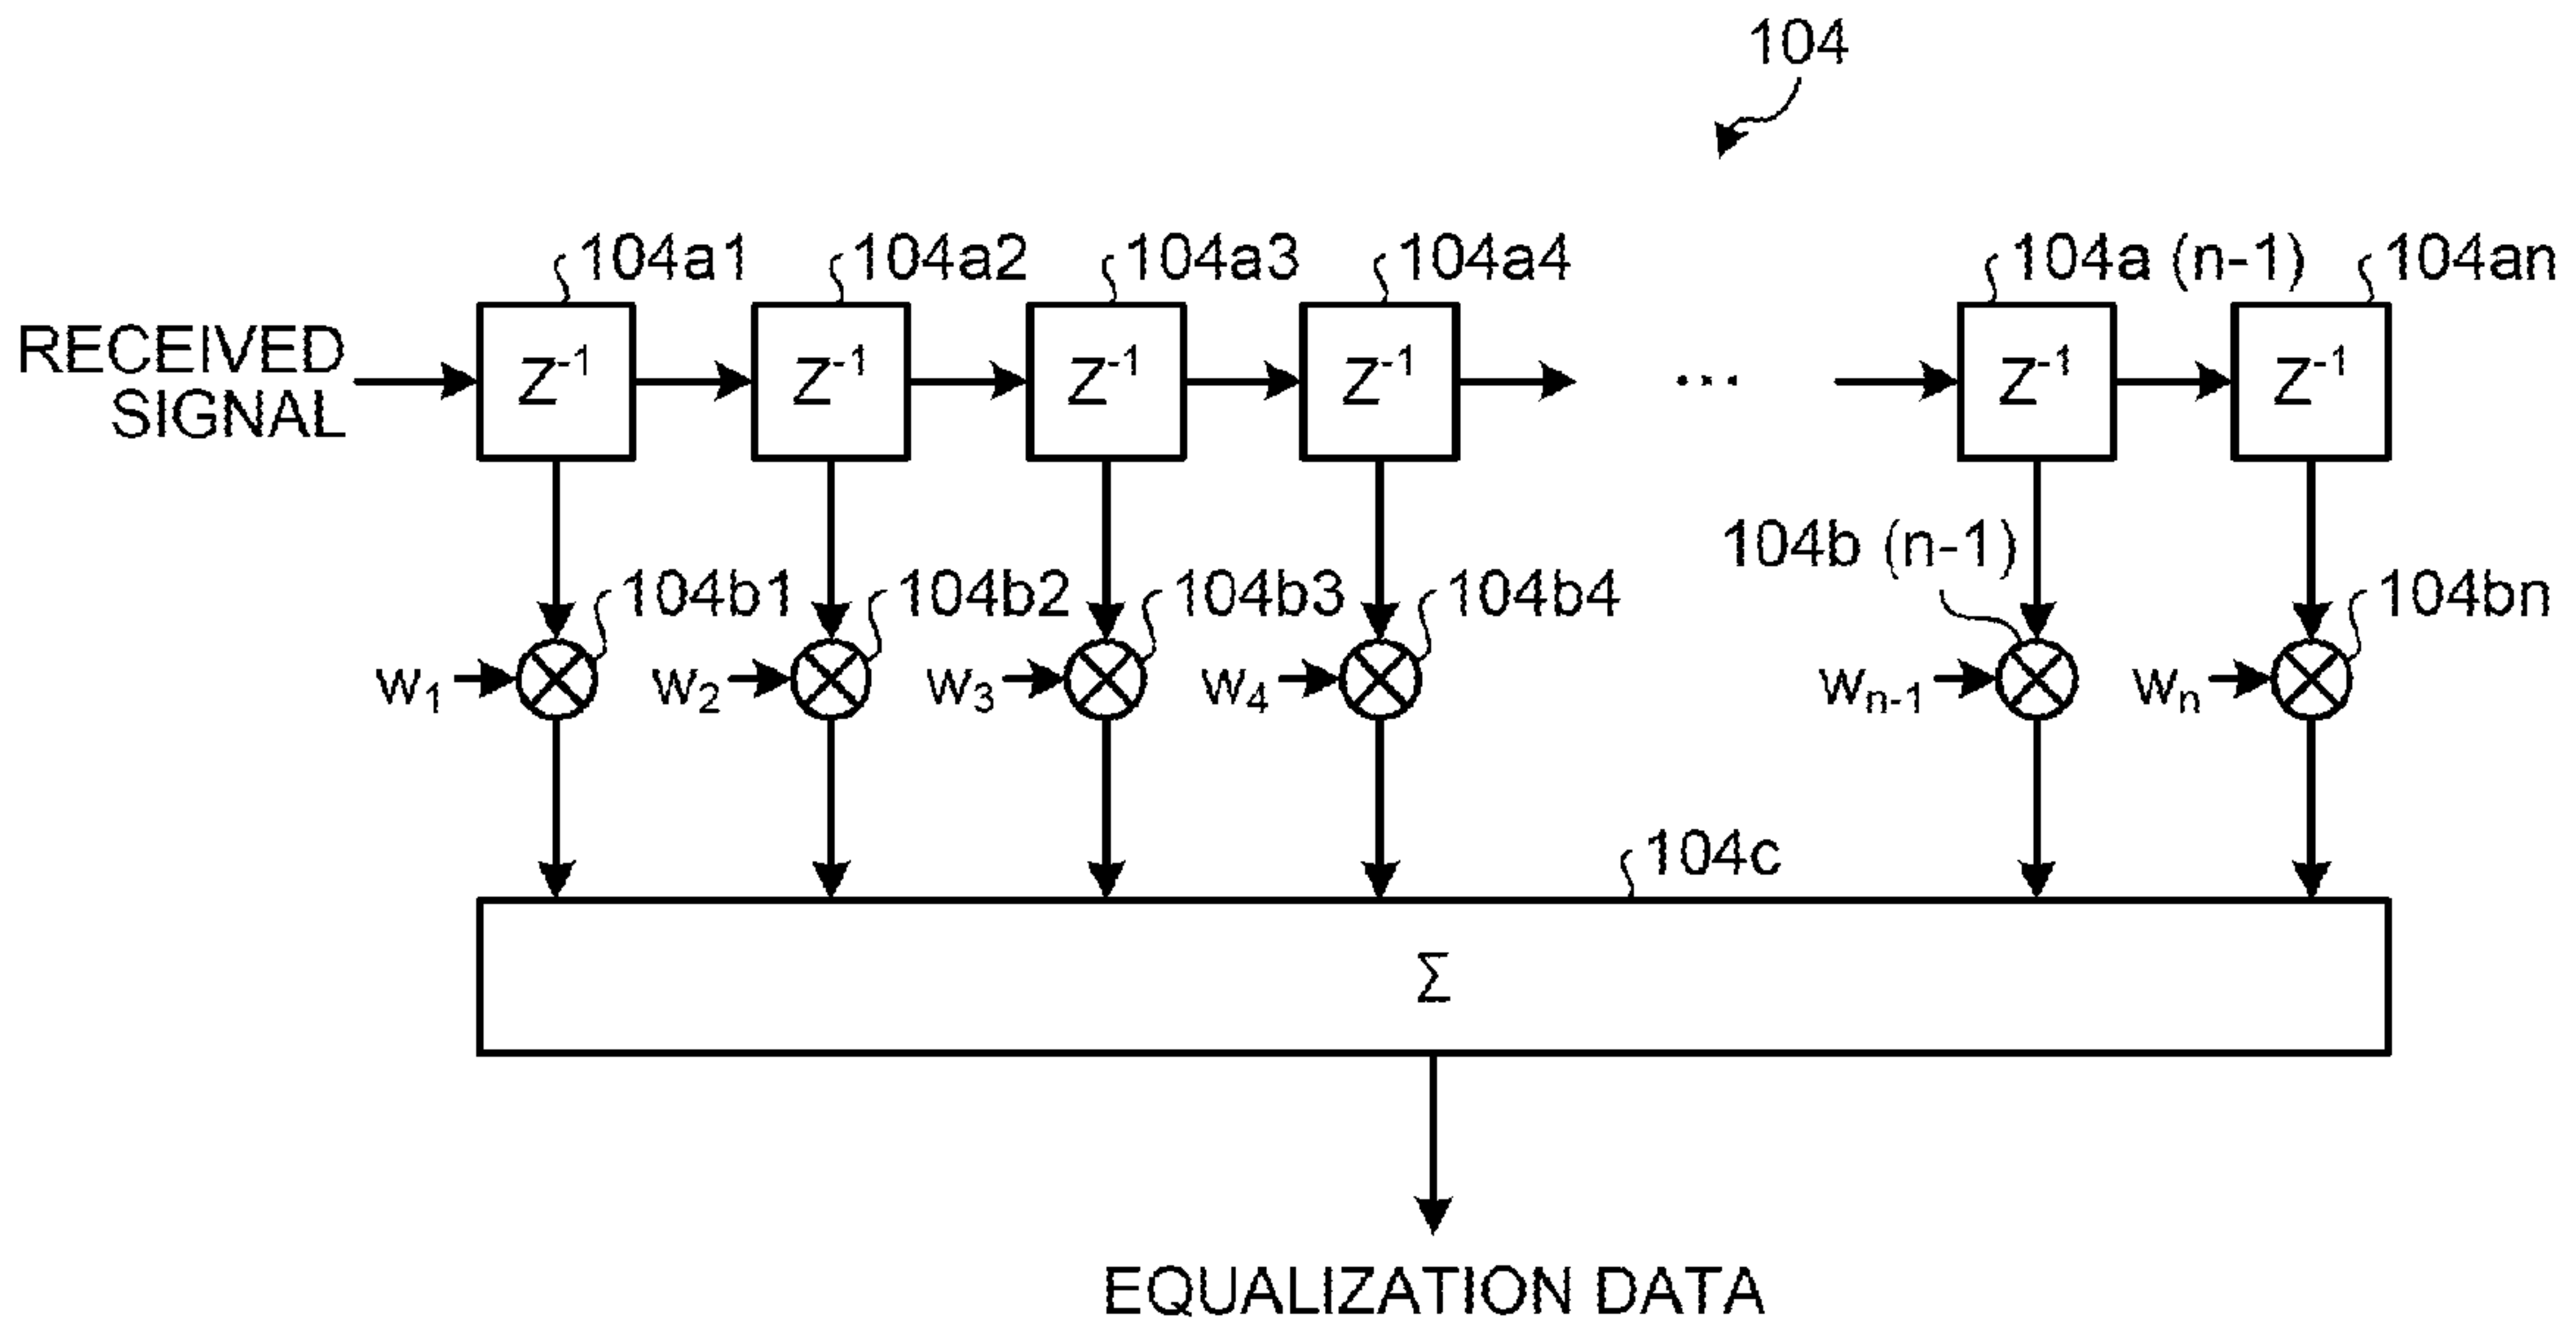 104
104a1 104a2 104a3 104a4 104a (n-1) 104an
RECEIVED
SIGNAL
Z⁻¹ Z⁻¹ Z⁻¹ Z⁻¹ ... Z⁻¹ Z⁻¹
104b (n-1)
104b1 104b2 104b3 104b4 104bn
w₁ w₂ w₃ w₄ wₙ₋₁ wₙ
104c
Σ
EQUALIZATION DATA